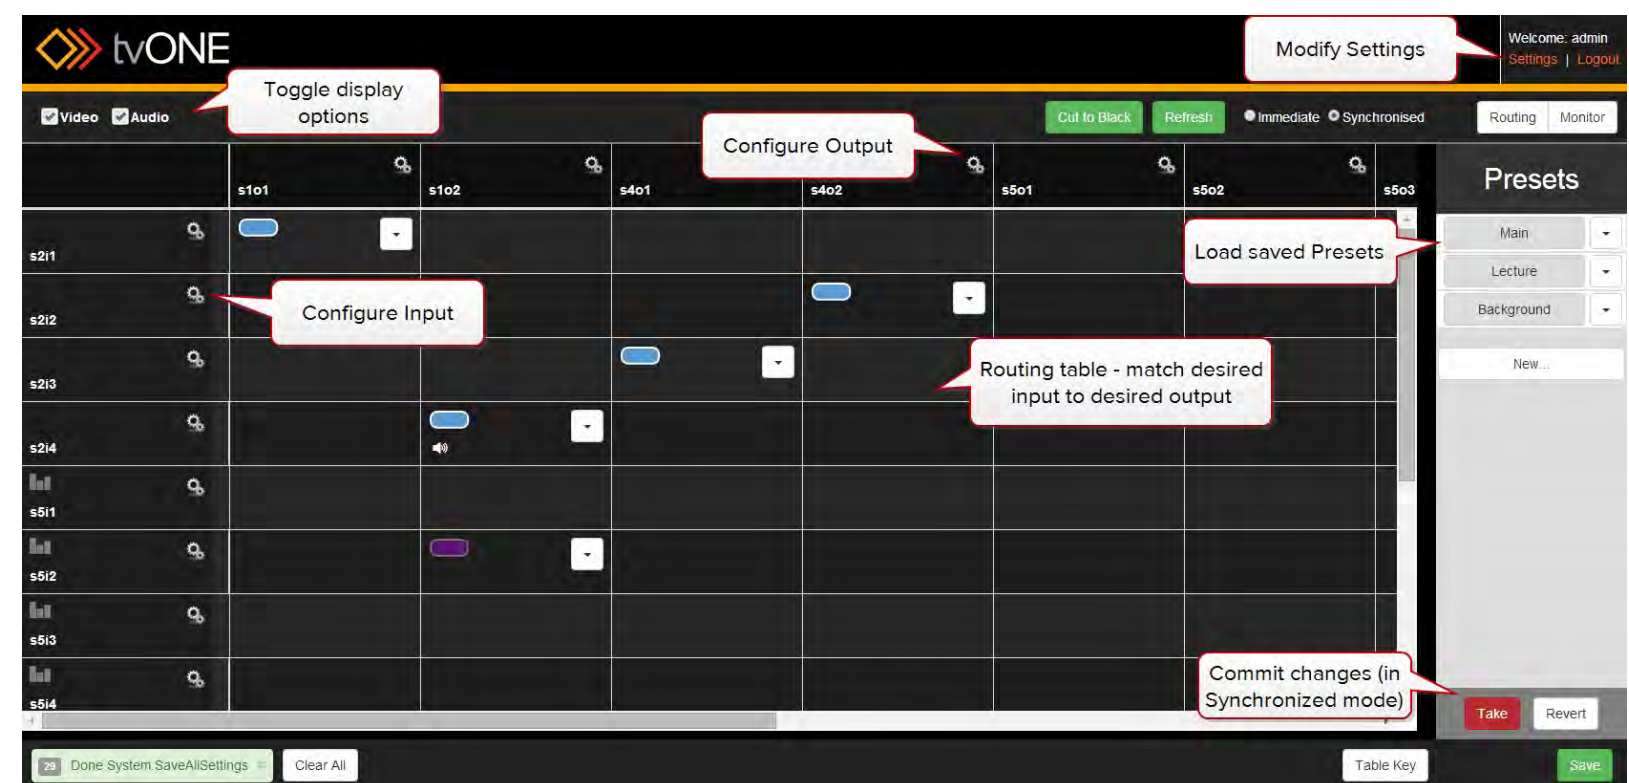 tvONE
Modify Settings
Welcome: admin
Settings | Logout
Toggle display
options
Video Audio
Configure Output
Cut to Black Refresh Immediate Synchronised Routing Monitor
s1o1 s1o2 s4o1 s4o2 s5o1 s5o2 s5o3
Presets
s2i1
Load saved Presets
Main
Lecture
Background
New...
Configure Input
s2i2
Routing table - match desired
input to desired output
s2i3
s2i4
s5i1
s5i2
s5i3
s5i4
Commit changes (in
Synchronized mode)
Take Revert
29 Done System.SaveAllSettings Clear All Table Key Save